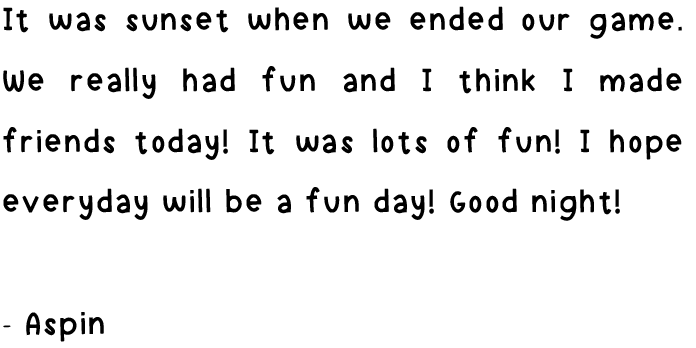 It was sunset when we ended our game.
We really had fun and I think I made
friends today! It was lots of fun! I hope
everyday will be a fun day! Good night!
- Aspin